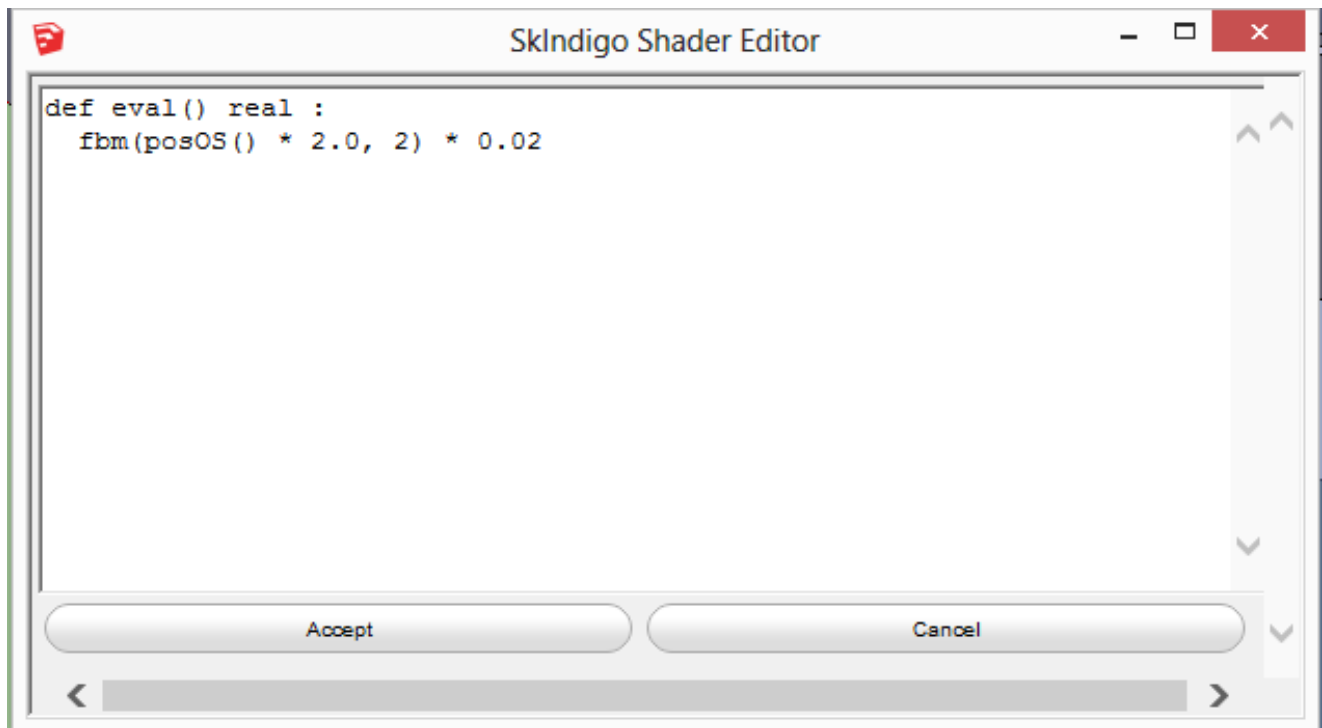 SkIndigo Shader Editor
def eval() real :
  fbm(posOS() * 2.0, 2) * 0.02
Accept
Cancel